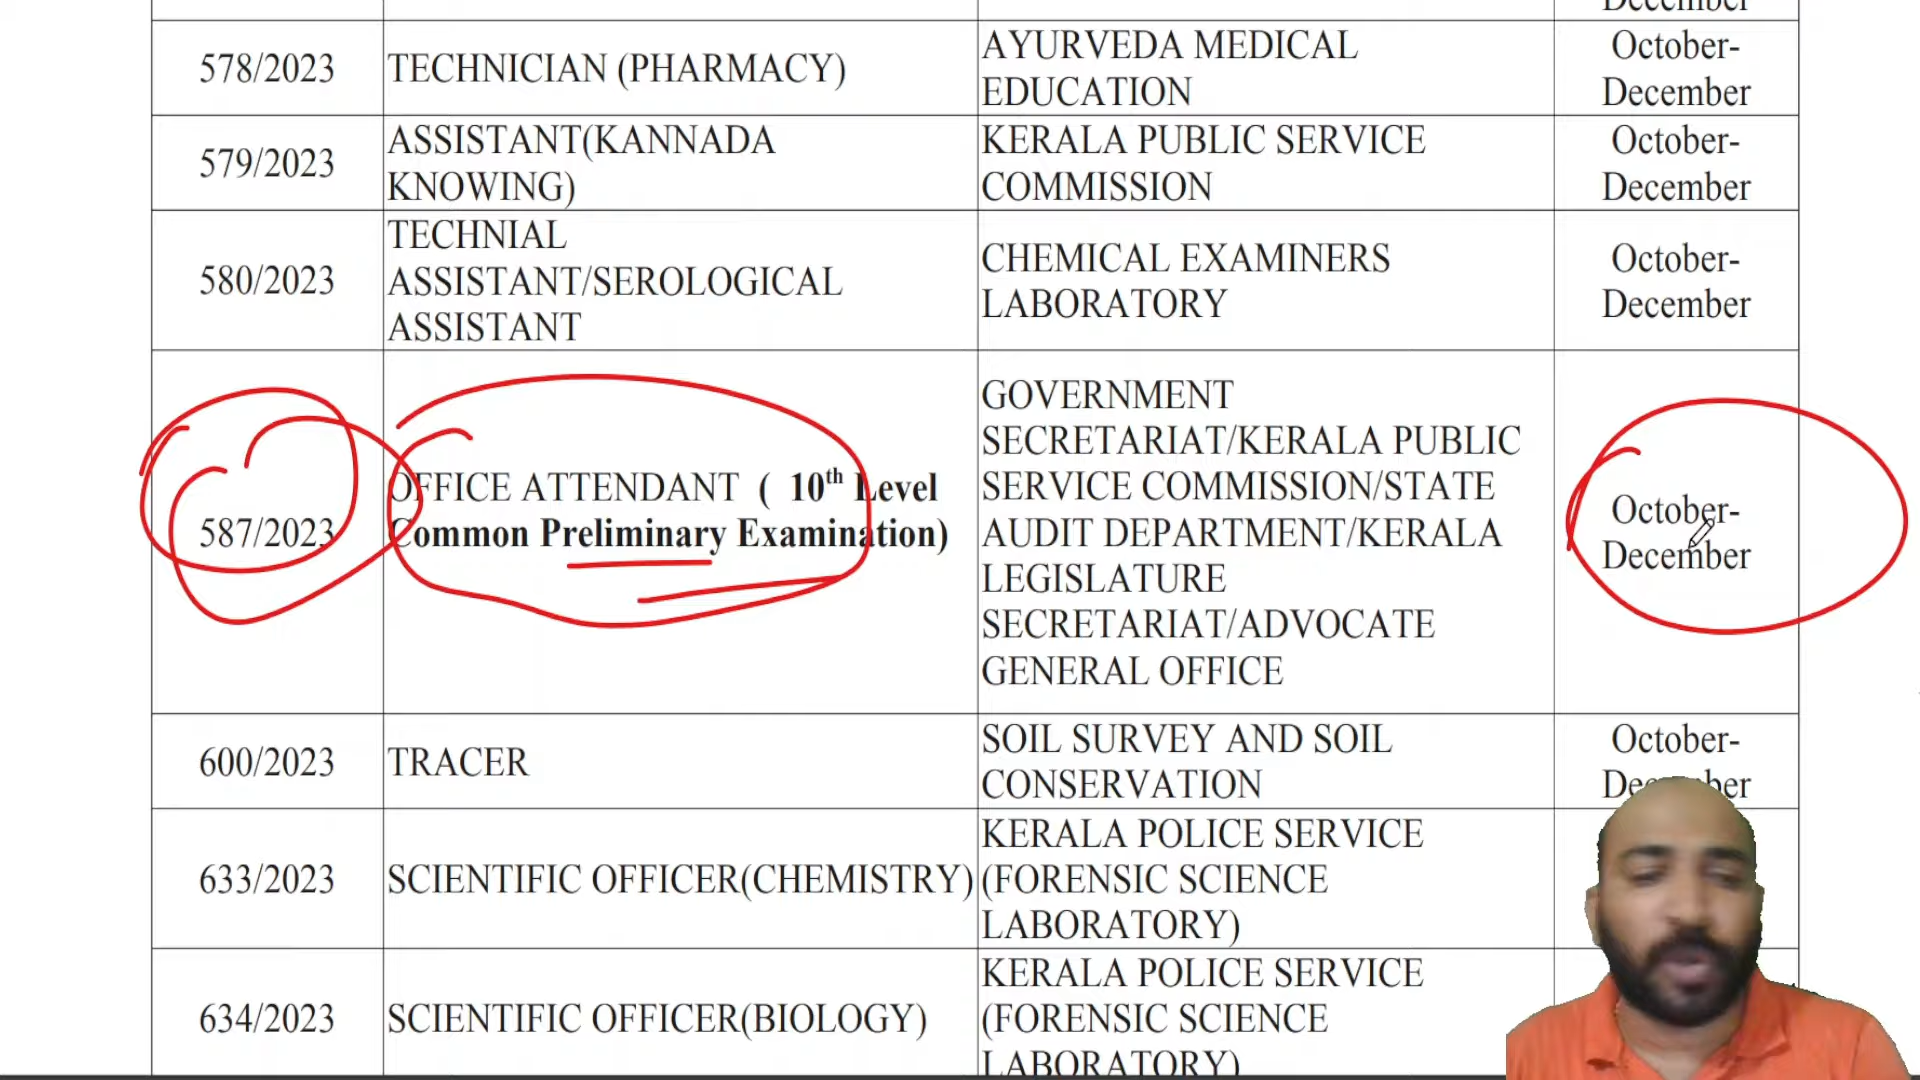 December
578/2023
TECHNICIAN (PHARMACY)
AYURVEDA MEDICAL
EDUCATION
October-
December
579/2023
ASSISTANT(KANNADA
KNOWING)
KERALA PUBLIC SERVICE
COMMISSION
October-
December
580/2023
TECHNIAL
ASSISTANT/SEROLOGICAL
ASSISTANT
CHEMICAL EXAMINERS
LABORATORY
October-
December
587/2023
OFFICE ATTENDANT ( 10th Level
Common Preliminary Examination)
GOVERNMENT
SECRETARIAT/KERALA PUBLIC
SERVICE COMMISSION/STATE
AUDIT DEPARTMENT/KERALA
LEGISLATURE
SECRETARIAT/ADVOCATE
GENERAL OFFICE
October-
December
600/2023
TRACER
SOIL SURVEY AND SOIL
CONSERVATION
October-
633/2023
SCIENTIFIC OFFICER(CHEMISTRY)
KERALA POLICE SERVICE
(FORENSIC SCIENCE
LABORATORY)
634/2023
SCIENTIFIC OFFICER(BIOLOGY)
KERALA POLICE SERVICE
(FORENSIC SCIENCE
LABORATORY)